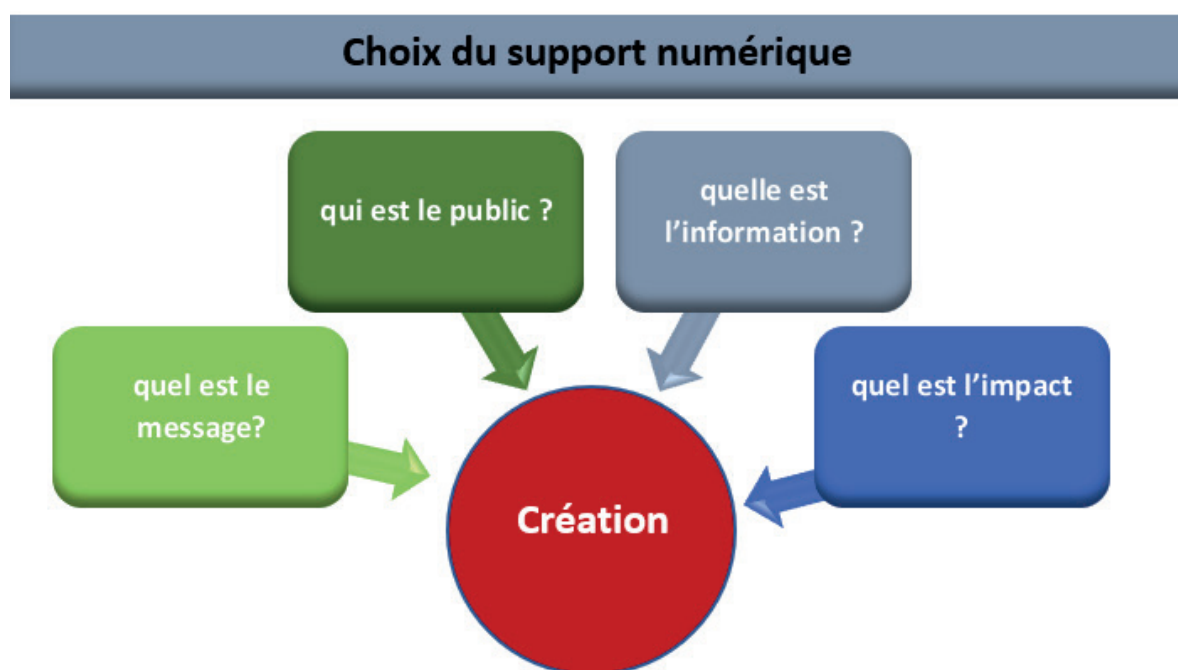 Choix du support numérique
qui est le public ?
quelle est
l’information ?
quel est le
message?
quel est l’impact
?
Création